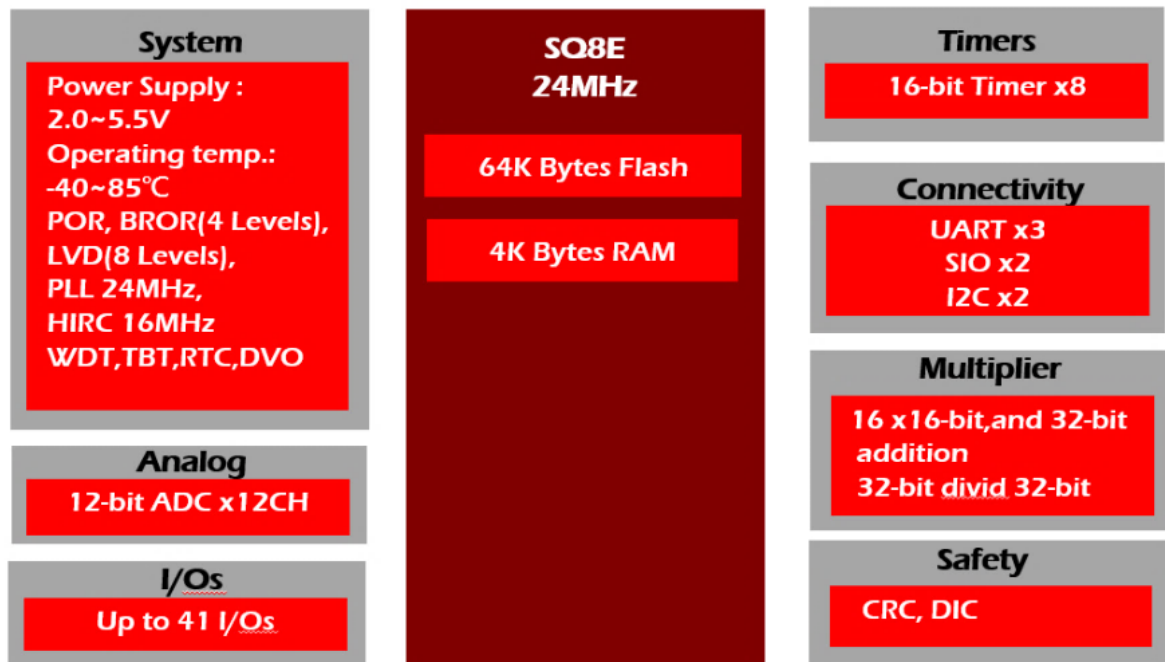 System
Power Supply :
2.0~5.5V
Operating temp.:
-40~85℃
POR, BROR(4 Levels),
LVD(8 Levels),
PLL 24MHz,
HIRC 16MHz
WDT,TBT,RTC,DVO
Analog
12-bit ADC x12CH
I/Os
Up to 41 I/Os
SQ8E
24MHz
64K Bytes Flash
4K Bytes RAM
Timers
16-bit Timer x8
Connectivity
UART x3
SIO x2
I2C x2
Multiplier
16 x16-bit,and 32-bit
addition
32-bit divid 32-bit
Safety
CRC, DIC